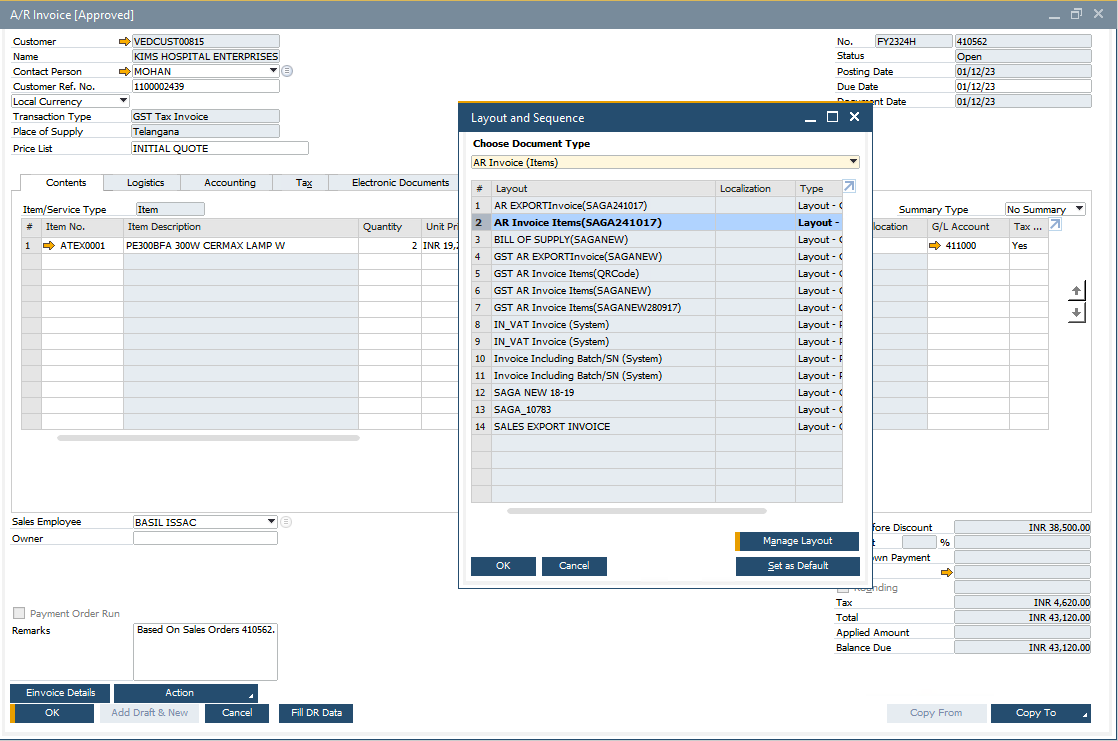 A/R Invoice [Approved]
Customer VEDCUST00815
Name KIMS HOSPITAL ENTERPRISES
Contact Person MOHAN
Customer Ref. No. 1100002439
Local Currency
Transaction Type GST Tax Invoice
Place of Supply Telangana
Price List INITIAL QUOTE
No. FY2324H 410562
Status Open
Posting Date 01/12/23
Due Date 01/12/23
Document Date 01/12/23
Contents Logistics Accounting Tax Electronic Documents
Item/Service Type Item
Summary Type No Summary
# Item No. Item Description Quantity Unit Pri
location G/L Account Tax ...
1 ATEX0001 PE300BFA 300W CERMAX LAMP W 2 INR 19,2
411000 Yes
Layout and Sequence
Choose Document Type
AR Invoice (Items)
# Layout Localization Type
1 AR EXPORTInvoice(SAGA241017) Layout - C
2 AR Invoice Items(SAGA241017) Layout -
3 BILL OF SUPPLY(SAGANEW) Layout - C
4 GST AR EXPORTInvoice(SAGANEW) Layout - C
5 GST AR Invoice Items(QRCode) Layout - C
6 GST AR Invoice Items(SAGANEW) Layout - C
7 GST AR Invoice Items(SAGANEW280917) Layout - C
8 IN_VAT Invoice (System) Layout - P
9 IN_VAT Invoice (System) Layout - P
10 Invoice Including Batch/SN (System) Layout - P
11 Invoice Including Batch/SN (System) Layout - P
12 SAGA NEW 18-19 Layout - C
13 SAGA_10783 Layout - C
14 SALES EXPORT INVOICE Layout - C
Manage Layout
OK Cancel Set as Default
Sales Employee BASIL ISSAC
Owner
Payment Order Run
Remarks Based On Sales Orders 410562.
fore Discount INR 38,500.00
t %
own Payment
Rounding
Tax INR 4,620.00
Total INR 43,120.00
Applied Amount
Balance Due INR 43,120.00
Einvoice Details Action
OK Add Draft & New Cancel Fill DR Data
Copy From Copy To